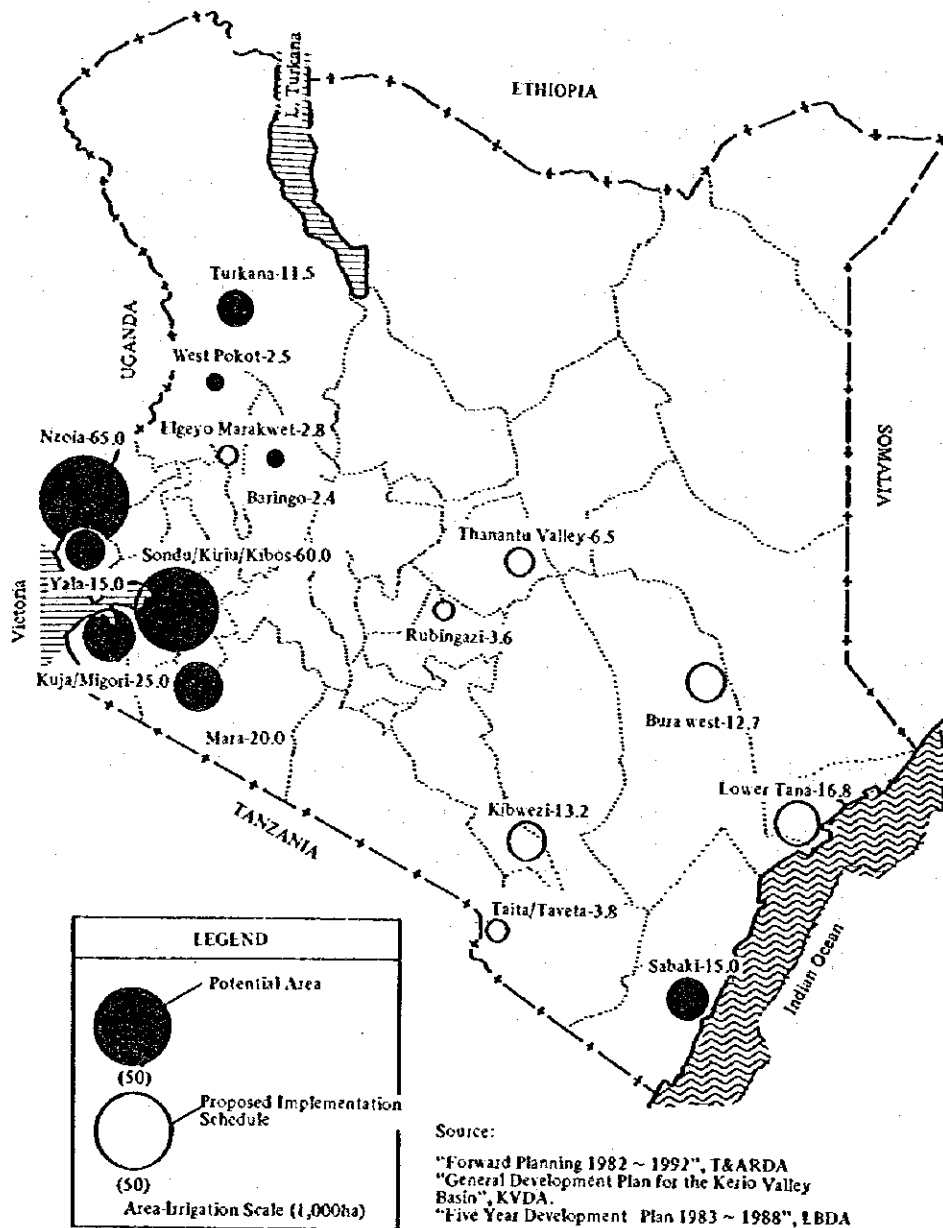 L. Turkana
ETHIOPIA
UGANDA
SOMALIA
Turkana-11.5
West Pokot-2.5
Elgeyo Marakwet-2.8
Nzoia-65.0
Baringo-2.4
Thanantu Valley-6.5
Sondu/Kiriu/Kibos-60.0
Yala-15.0
Victoria
Rubingazi-3.6
Kuja/Migori-25.0
Bura west-12.7
Mara-20.0
Lower Tana-16.8
Kibwezi-13.2
TANZANIA
Taita/Taveta-3.8
Sabaki-15.0
Indian Ocean
LEGEND
Potential Area
(50)
Proposed Implementation
Schedule
(50)
Area-Irrigation Scale (1,000ha)
Source:
"Forward Planning 1982 ~ 1992", T&ARDA
"General Development Plan for the Kerio Valley
Basin", KVDA.
"Five Year Development Plan 1983 ~ 1988", LBDA